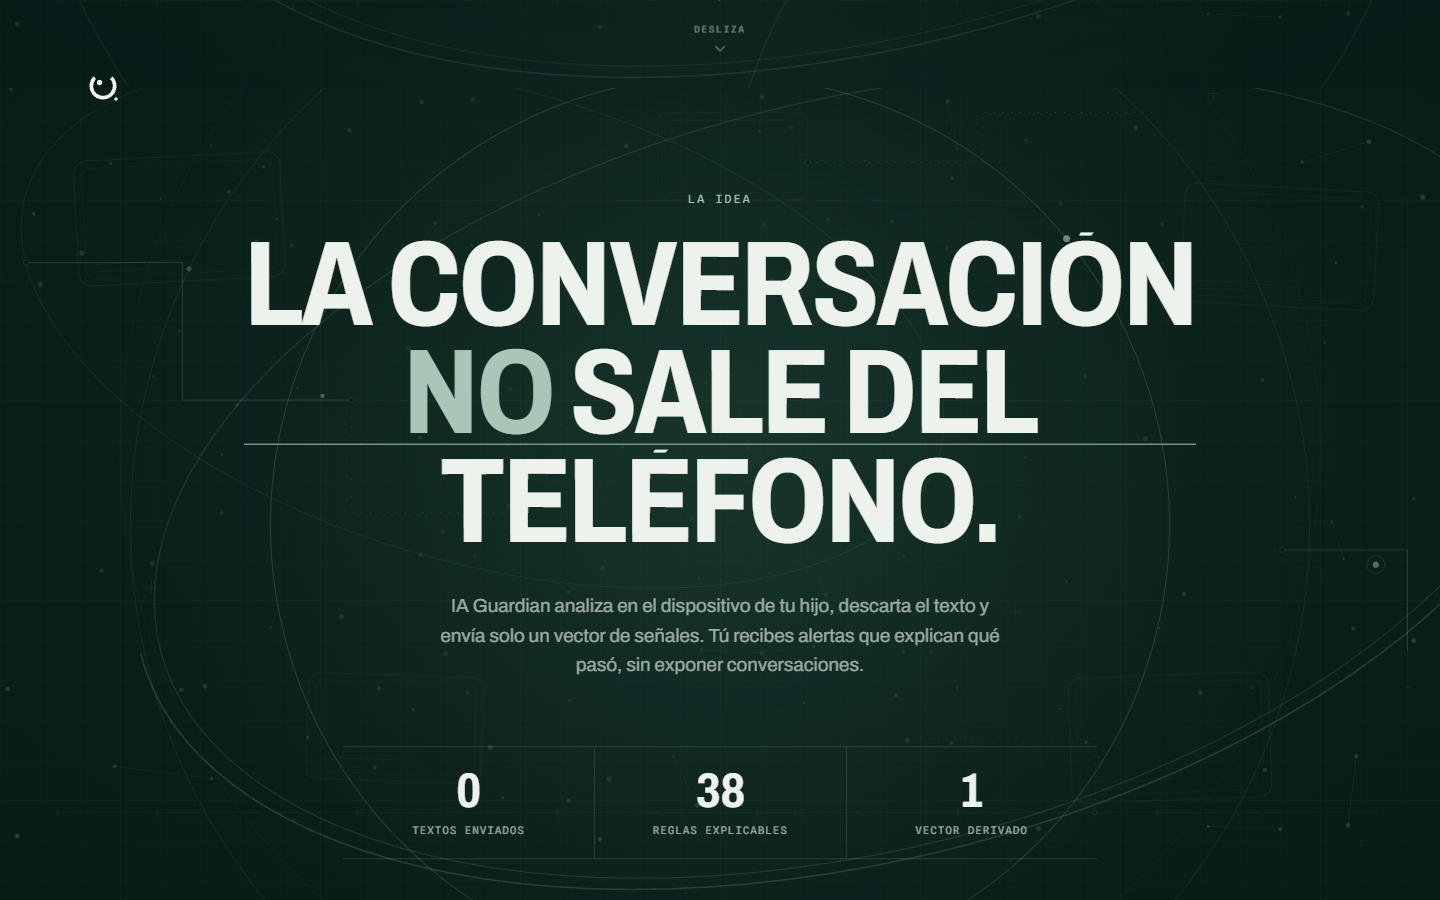 DESLIZA
LA IDEA
LA CONVERSACIÓN
NO SALE DEL
TELÉFONO.
IA Guardian analiza en el dispositivo de tu hijo, descarta el texto y
envía solo un vector de señales. Tú recibes alertas que explican qué
pasó, sin exponer conversaciones.
0
TEXTOS ENVIADOS
38
REGLAS EXPLICABLES
1
VECTOR DERIVADO